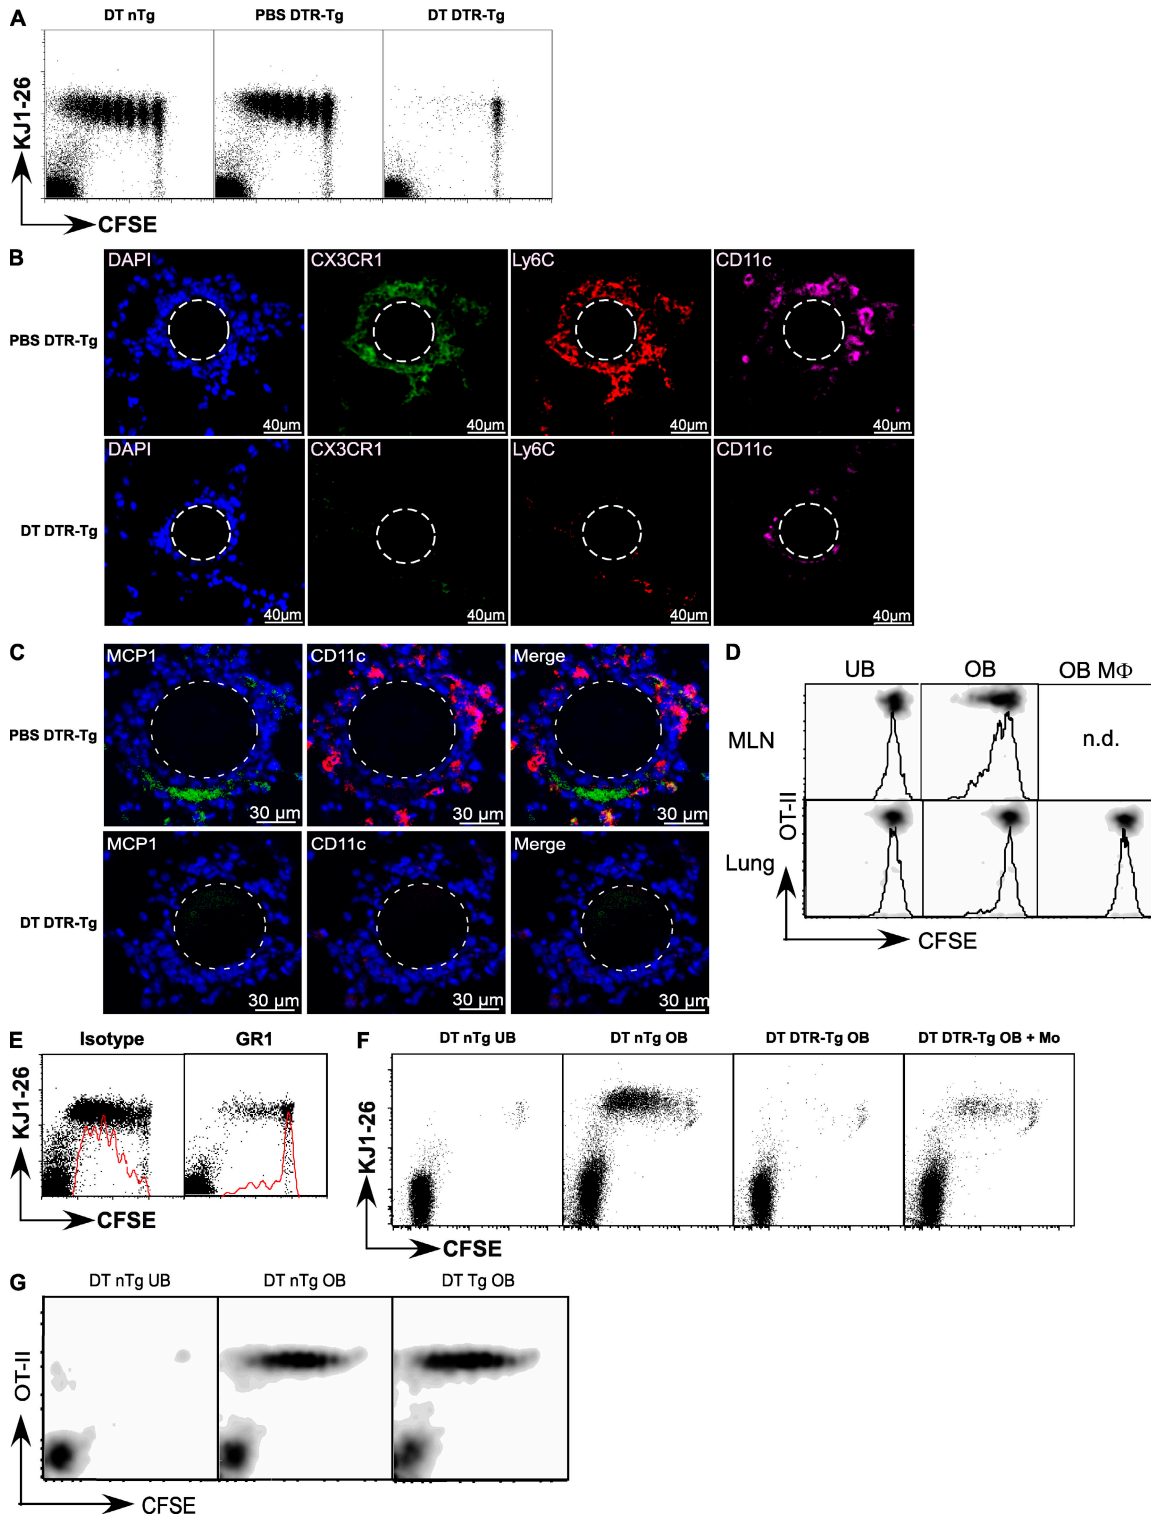 A
DT nTg PBS DTR-Tg DT DTR-Tg
KJ1-26
CFSE
B
DAPI CX3CR1 Ly6C CD11c
PBS DTR-Tg
40µm 40µm 40µm 40µm
DAPI CX3CR1 Ly6C CD11c
DT DTR-Tg
40µm 40µm 40µm 40µm
C
MCP1 CD11c Merge
PBS DTR-Tg
30 µm 30 µm 30 µm
MCP1 CD11c Merge
DT DTR-Tg
30 µm 30 µm 30 µm
D
UB OB OB MΦ
MLN n.d.
OT-II
Lung
CFSE
E
Isotype GR1
KJ1-26
CFSE
F
DT nTg UB DT nTg OB DT DTR-Tg OB DT DTR-Tg OB + Mo
KJ1-26
CFSE
G
DT nTg UB DT nTg OB DT Tg OB
OT-II
CFSE